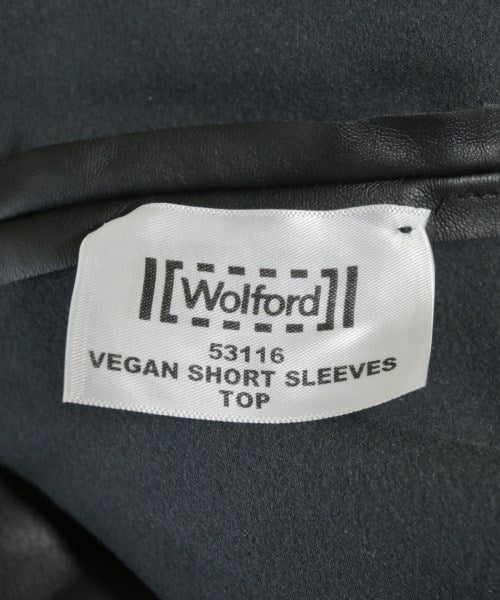 Wolford
53116
VEGAN SHORT SLEEVES
TOP